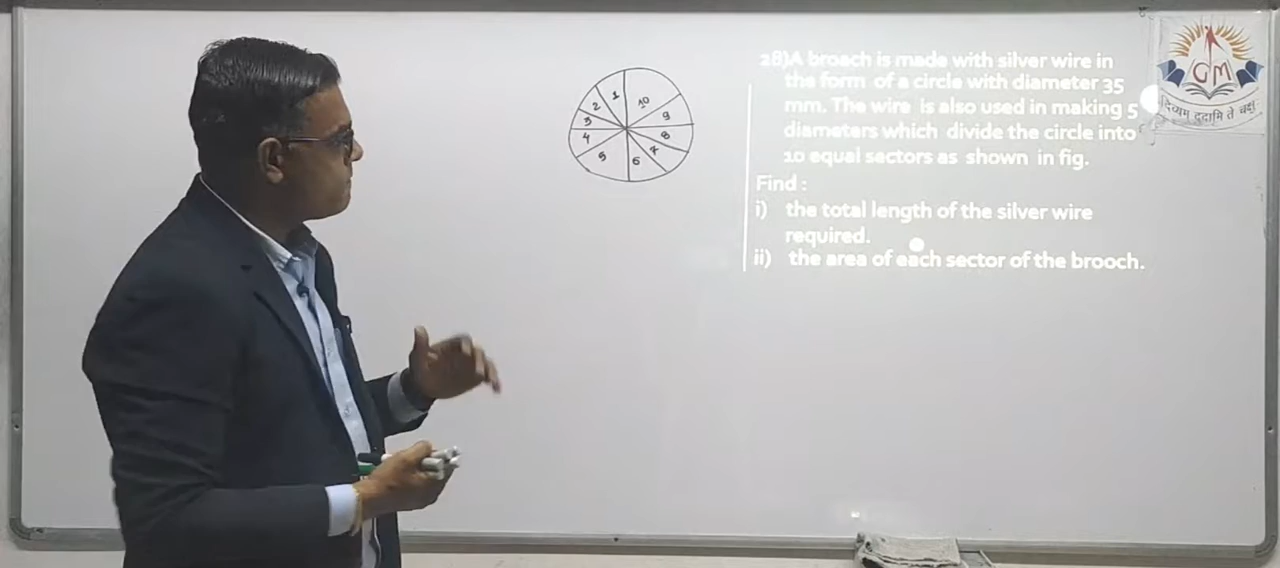 28)A broach is made with silver wire in
the form of a circle with diameter 35
mm. The wire is also used in making 5
diameters which divide the circle into
10 equal sectors as shown in fig.
Find :
i) the total length of the silver wire
required.
ii) the area of each sector of the brooch.
1
2
3
4
5
6
7
8
9
10
GM
दिव्यम् ददामि ते चक्षुः